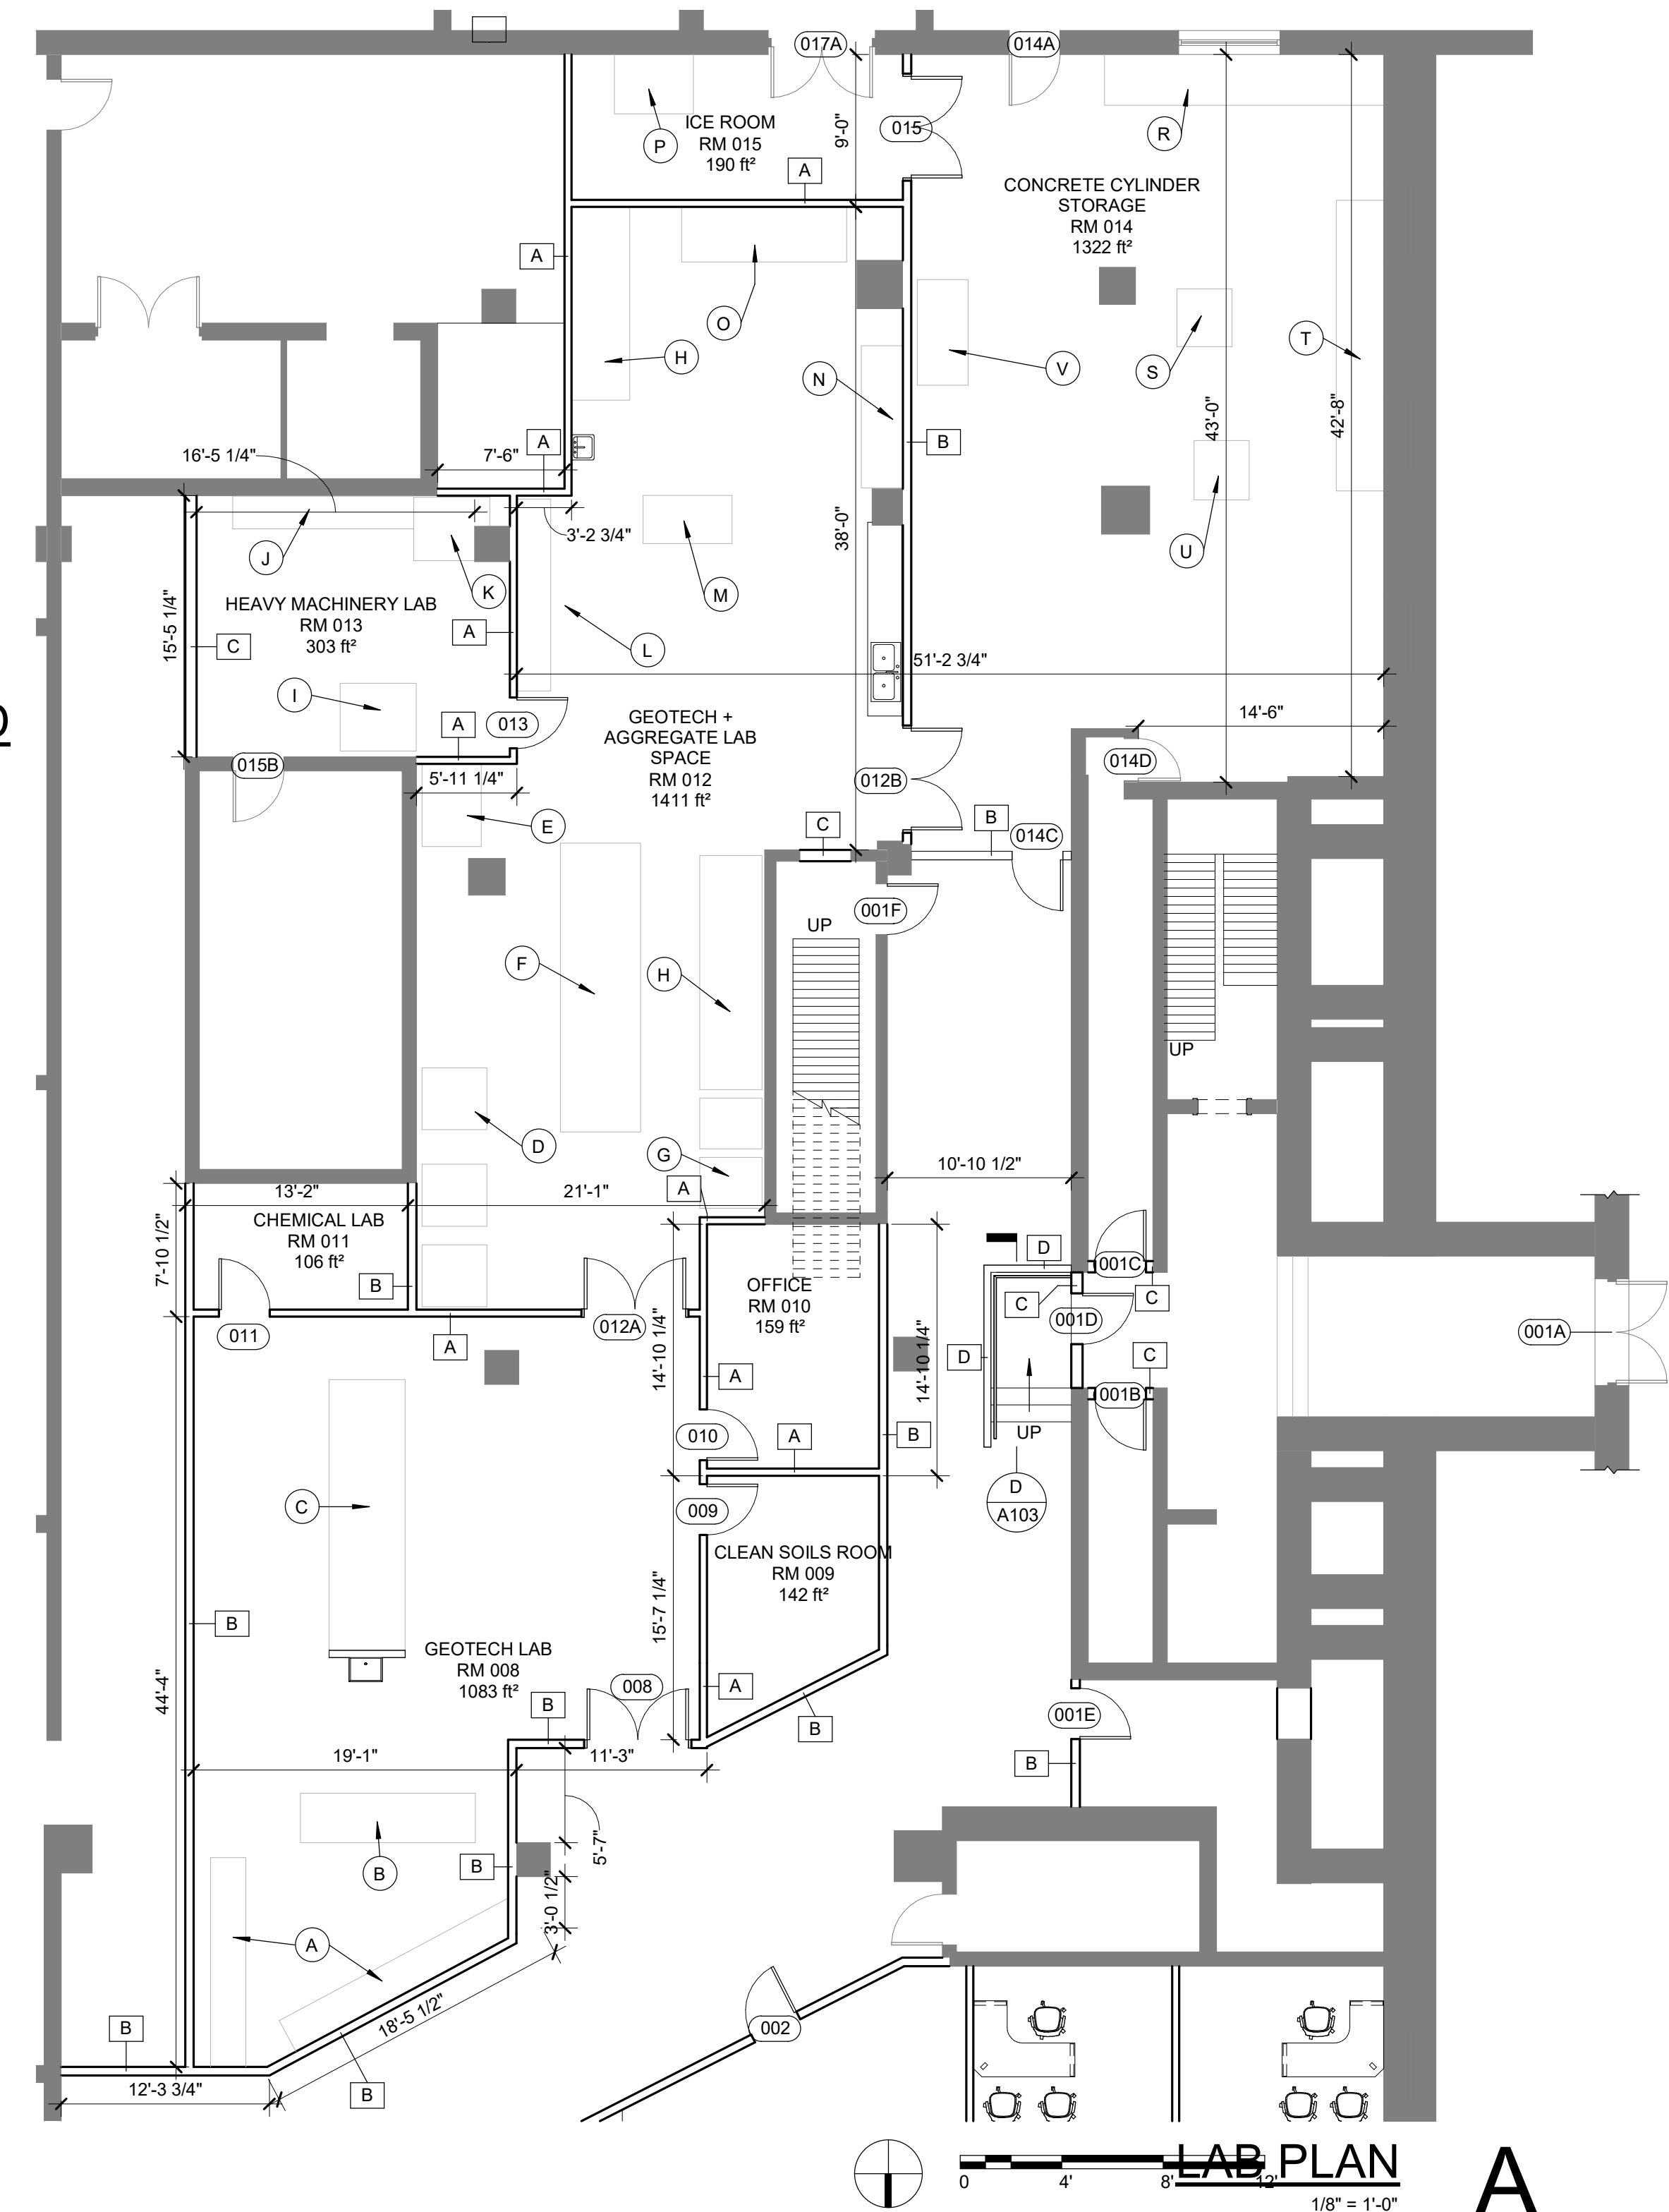 017A
014A
P
ICE ROOM
RM 015
190 ft²
9'-0"
015
R
A
CONCRETE CYLINDER
STORAGE
RM 014
1322 ft²
A
O
H
N
V
S
T
43'-0"
42'-8"
16'-5 1/4"
7'-6"
A
B
J
K
3'-2 3/4"
M
38'-0"
U
HEAVY MACHINERY LAB
RM 013
303 ft²
15'-5 1/4"
C
A
L
51'-2 3/4"
I
A
013
GEOTECH +
AGGREGATE LAB
SPACE
RM 012
1411 ft²
14'-6"
015B
5'-11 1/4"
012B
014D
E
C
B
014C
001F
UP
F
H
UP
D
G
10'-10 1/2"
13'-2"
21'-1"
A
CHEMICAL LAB
RM 011
106 ft²
7'-10 1/2"
B
D
001C
C
C
OFFICE
RM 010
159 ft²
001D
001A
011
A
012A
14'-10 1/4"
14'-10 1/4"
D
C
A
001B
010
A
B
UP
C
009
D
A103
CLEAN SOILS ROOM
RM 009
142 ft²
B
15'-7 1/4"
GEOTECH LAB
RM 008
1083 ft²
008
A
44'-4"
B
B
001E
19'-1"
11'-3"
B
B
B
5'-7"
3'-0 1/2"
A
18'-5 1/2"
B
002
12'-3 3/4"
B
0
4'
8'
12'
LAB PLAN
1/8" = 1'-0"
A